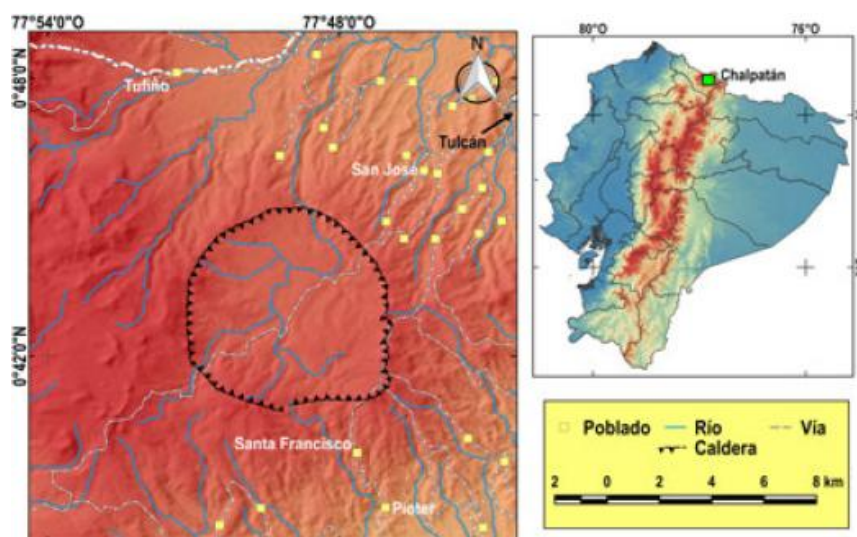 77°54'0"O
77°48'0"O
0°48'0"N
0°42'0"N
N
Tufiño
Tulcán
San José
Santa Francisco
Pioter
80°O
76°O
Chalpatán
Poblado
Río
Vía
Caldera
2 0 2 4 6 8 km